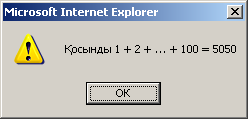 Microsoft Internet Explorer
Қосынды 1 + 2 + ... + 100 = 5050
OK